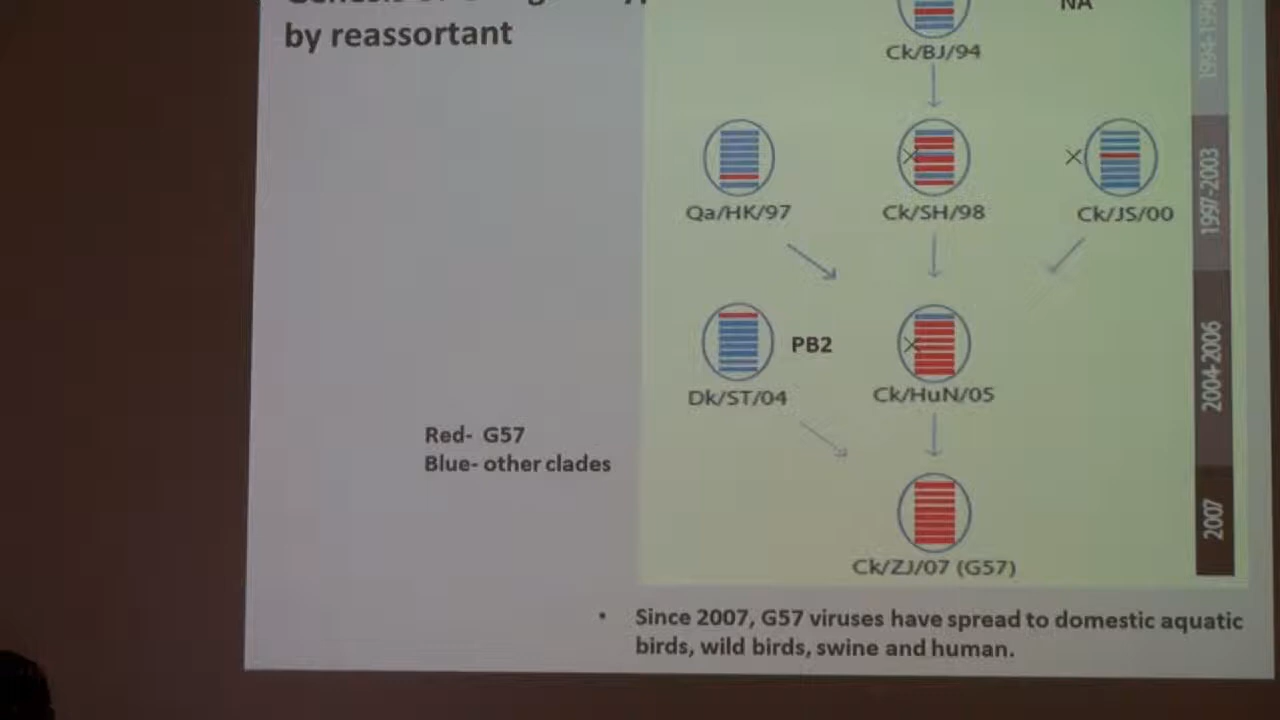 by reassortant
NA
Ck/BJ/94
Qa/HK/97
Ck/SH/98
Ck/JS/00
1997-2003
PB2
Dk/ST/04
Ck/HuN/05
2004-2006
Red- G57
Blue- other clades
2007
Ck/ZJ/07 (G57)
• Since 2007, G57 viruses have spread to domestic aquatic
birds, wild birds, swine and human.